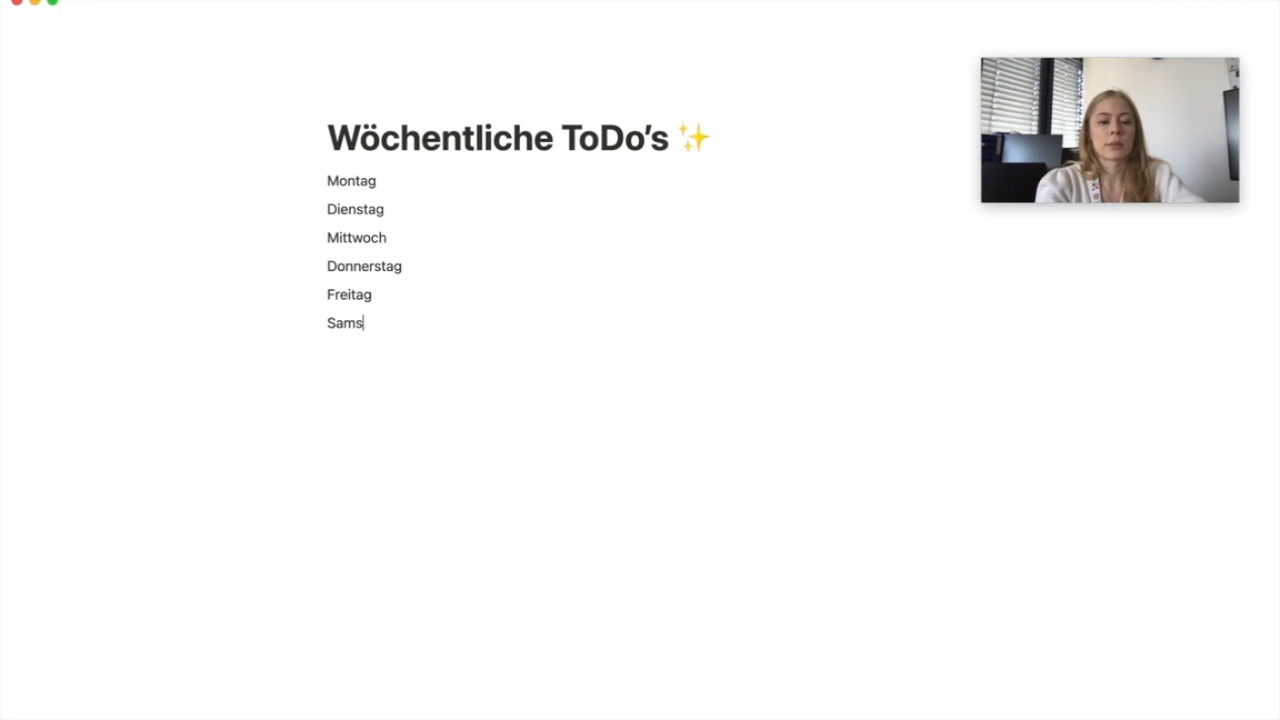 Wöchentliche ToDo’s ✨
Montag
Dienstag
Mittwoch
Donnerstag
Freitag
Sams